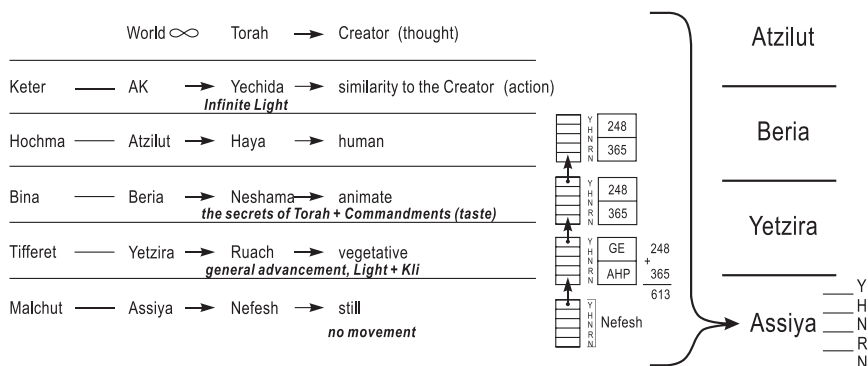 World ∞ Torah → Creator (thought)
Keter — AK → Yechida → similarity to the Creator (action)
Infinite Light
Hochma — Atzilut → Haya → human
Bina — Beria → Neshama → animate
the secrets of Torah + Commandments (taste)
Tifferet — Yetzira → Ruach → vegetative
general advancement, Light + Kli
Malchut — Assiya → Nefesh → still
no movement
Y
H
N
R
N
248
365
Y
H
N
R
N
248
365
Y
H
N
R
N
GE
AHP
248
+
365
613
Y
H
N
R
N
Nefesh
Atzilut
Beria
Yetzira
Assiya
Y
H
N
R
N